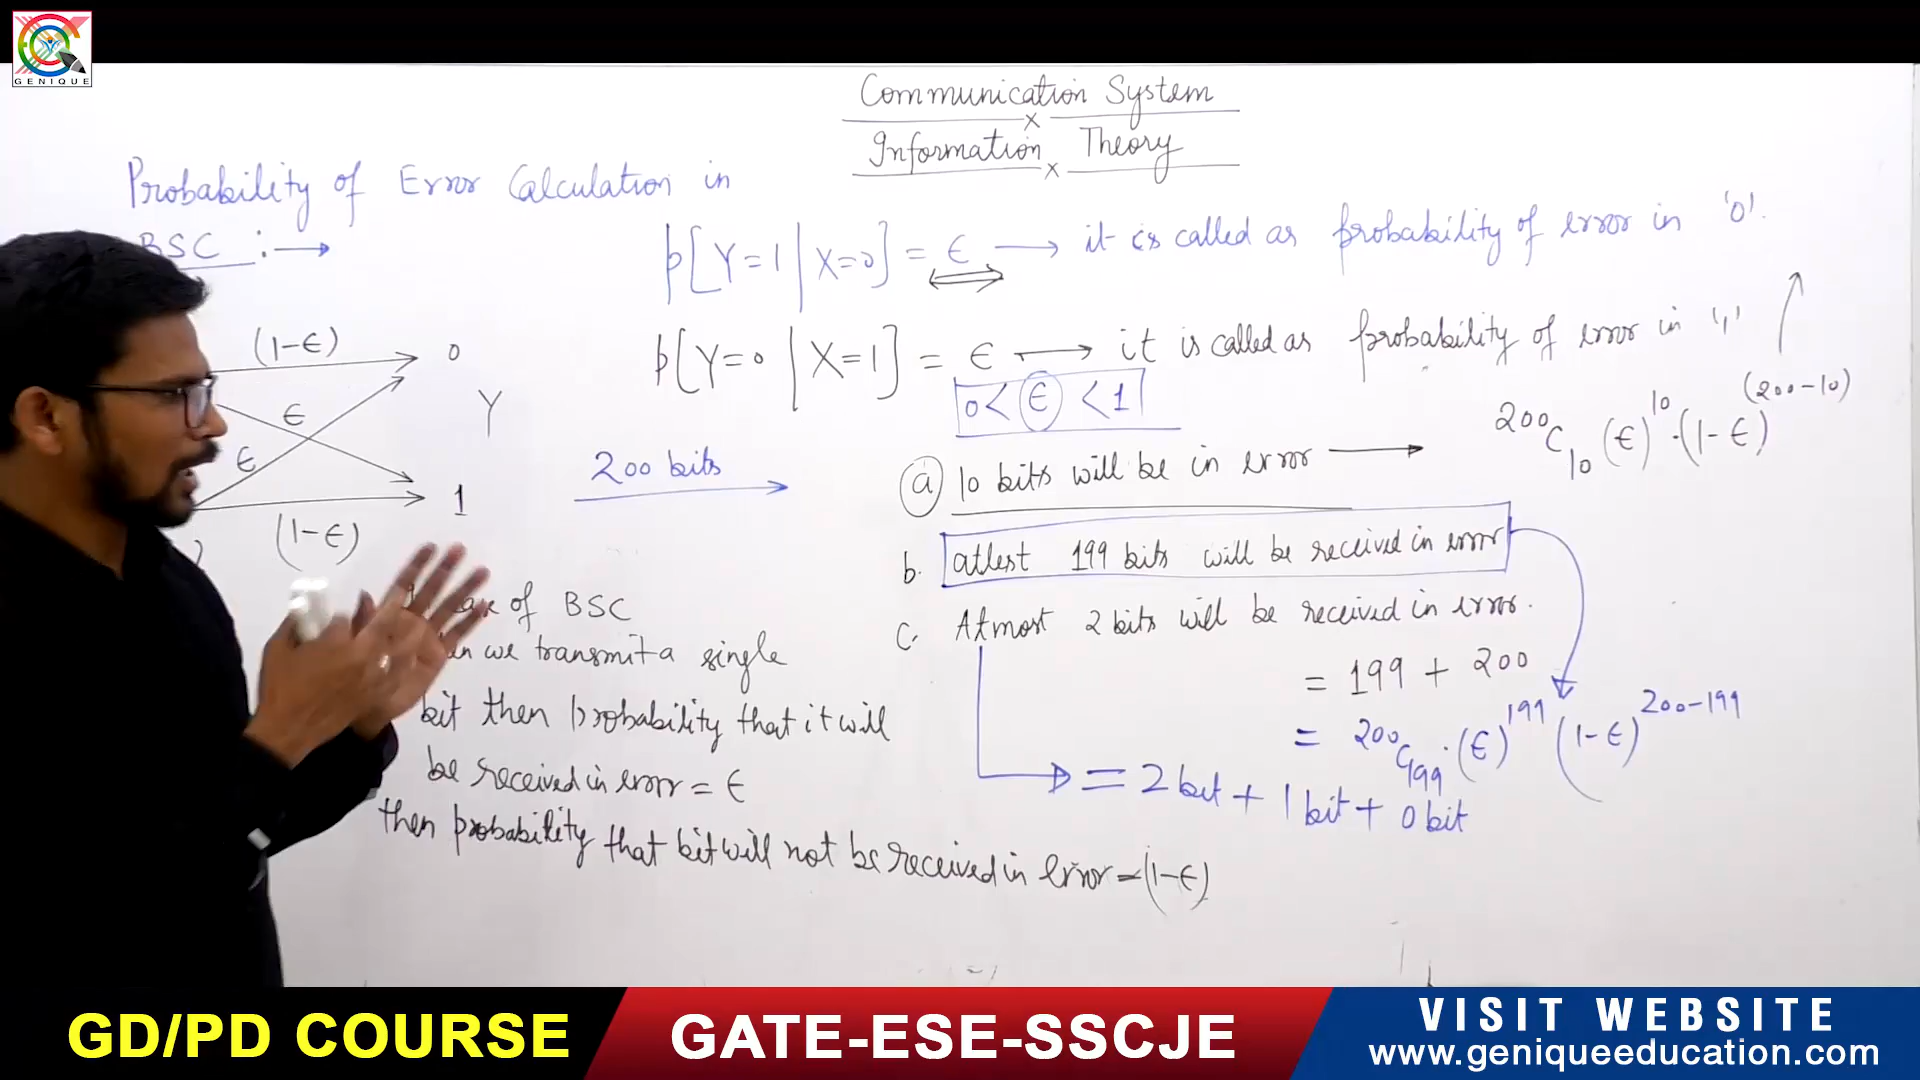 GENIQUE
Communication System
Information Theory
Probability of Error Calculation in
BSC :→
p[Y=1 | X=0] = ϵ → it is called as probability of error in '0'.
p[Y=0 | X=1] = ϵ → it is called as probability of error in '1'
0 < ϵ < 1
(1-ϵ) 0
ϵ Y
ϵ
1
(1-ϵ)
200 bits
(a) 10 bits will be in error → ²⁰⁰C₁₀ (ϵ)¹⁰ · (1-ϵ)⁽²⁰⁰⁻¹⁰⁾
b. atlest 199 bits will be received in error
c. Atmost 2 bits will be received in error.
= 199 + 200
= ²⁰⁰C₁₉₉ · (ϵ)¹⁹⁹ (1-ϵ)²⁰⁰⁻¹⁹⁹
= 2 bit + 1 bit + 0 bit
of BSC
we transmit a single
bit then probability that it will
be received in error = ϵ
then probability that bit will not be received in error = (1-ϵ)
GD/PD COURSE
GATE-ESE-SSCJE
VISIT WEBSITE
www.geniqueeducation.com